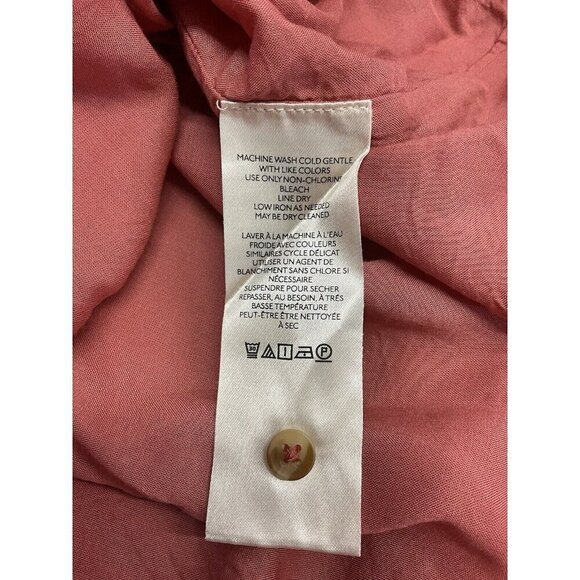 MACHINE WASH COLD GENTLE
WITH LIKE COLORS
USE ONLY NON-CHLORINE
BLEACH
LINE DRY
LOW IRON AS NEEDED
MAY BE DRY CLEANED
LAVER À LA MACHINE À L'EAU
FROIDE AVEC COULEURS
SIMILAIRES CYCLE DÉLICAT
UTILISER UN AGENT DE
BLANCHIMENT SANS CHLORE SI
NÉCESSAIRE
SUSPENDRE POUR SECHER
REPASSER, AU BESOIN, À TRÈS
BASSE TEMPÉRATURE
PEUT-ÊTRE ÊTRE NETTOYÉE
À SEC
30 P